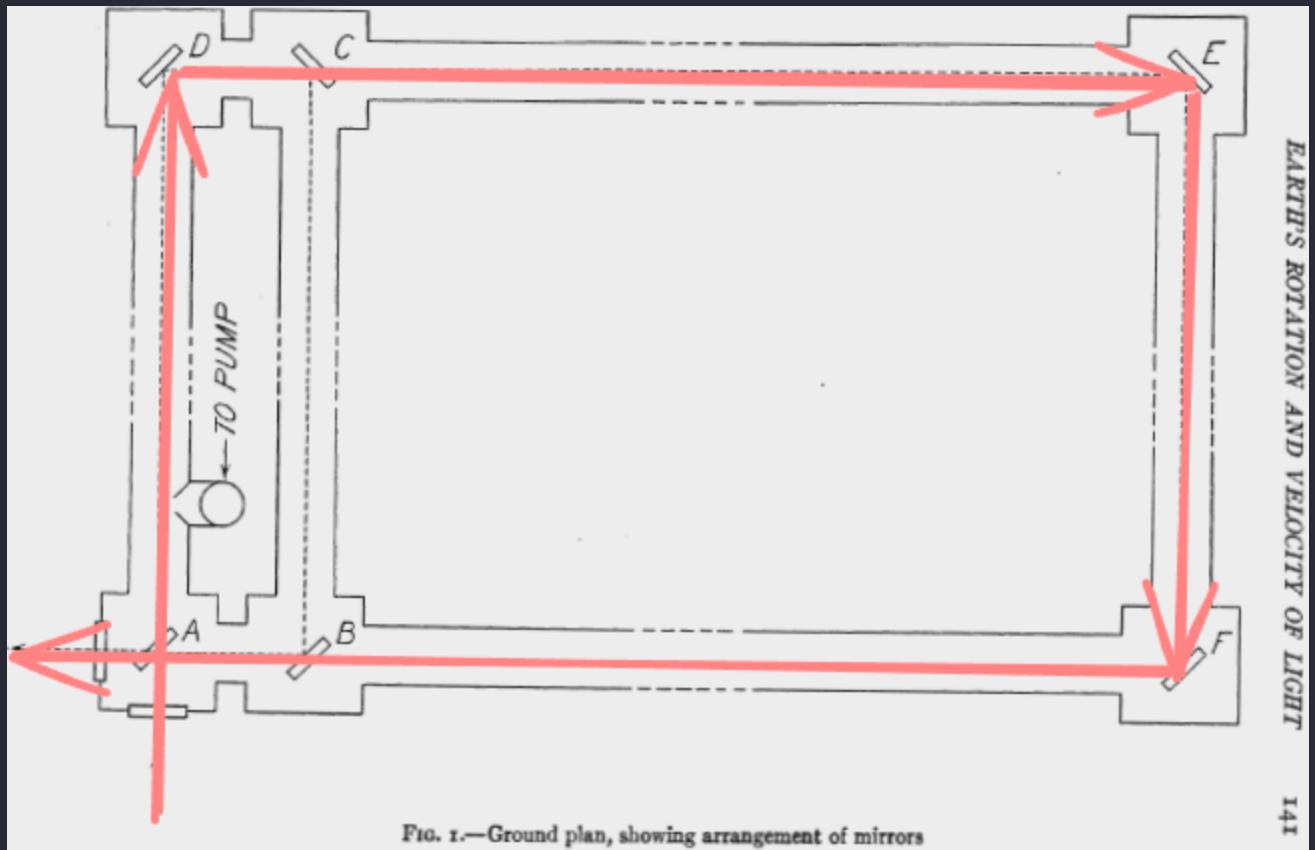 D
C
E
TO PUMP
A
B
F
FIG. 1.—Ground plan, showing arrangement of mirrors
EARTH'S ROTATION AND VELOCITY OF LIGHT
141